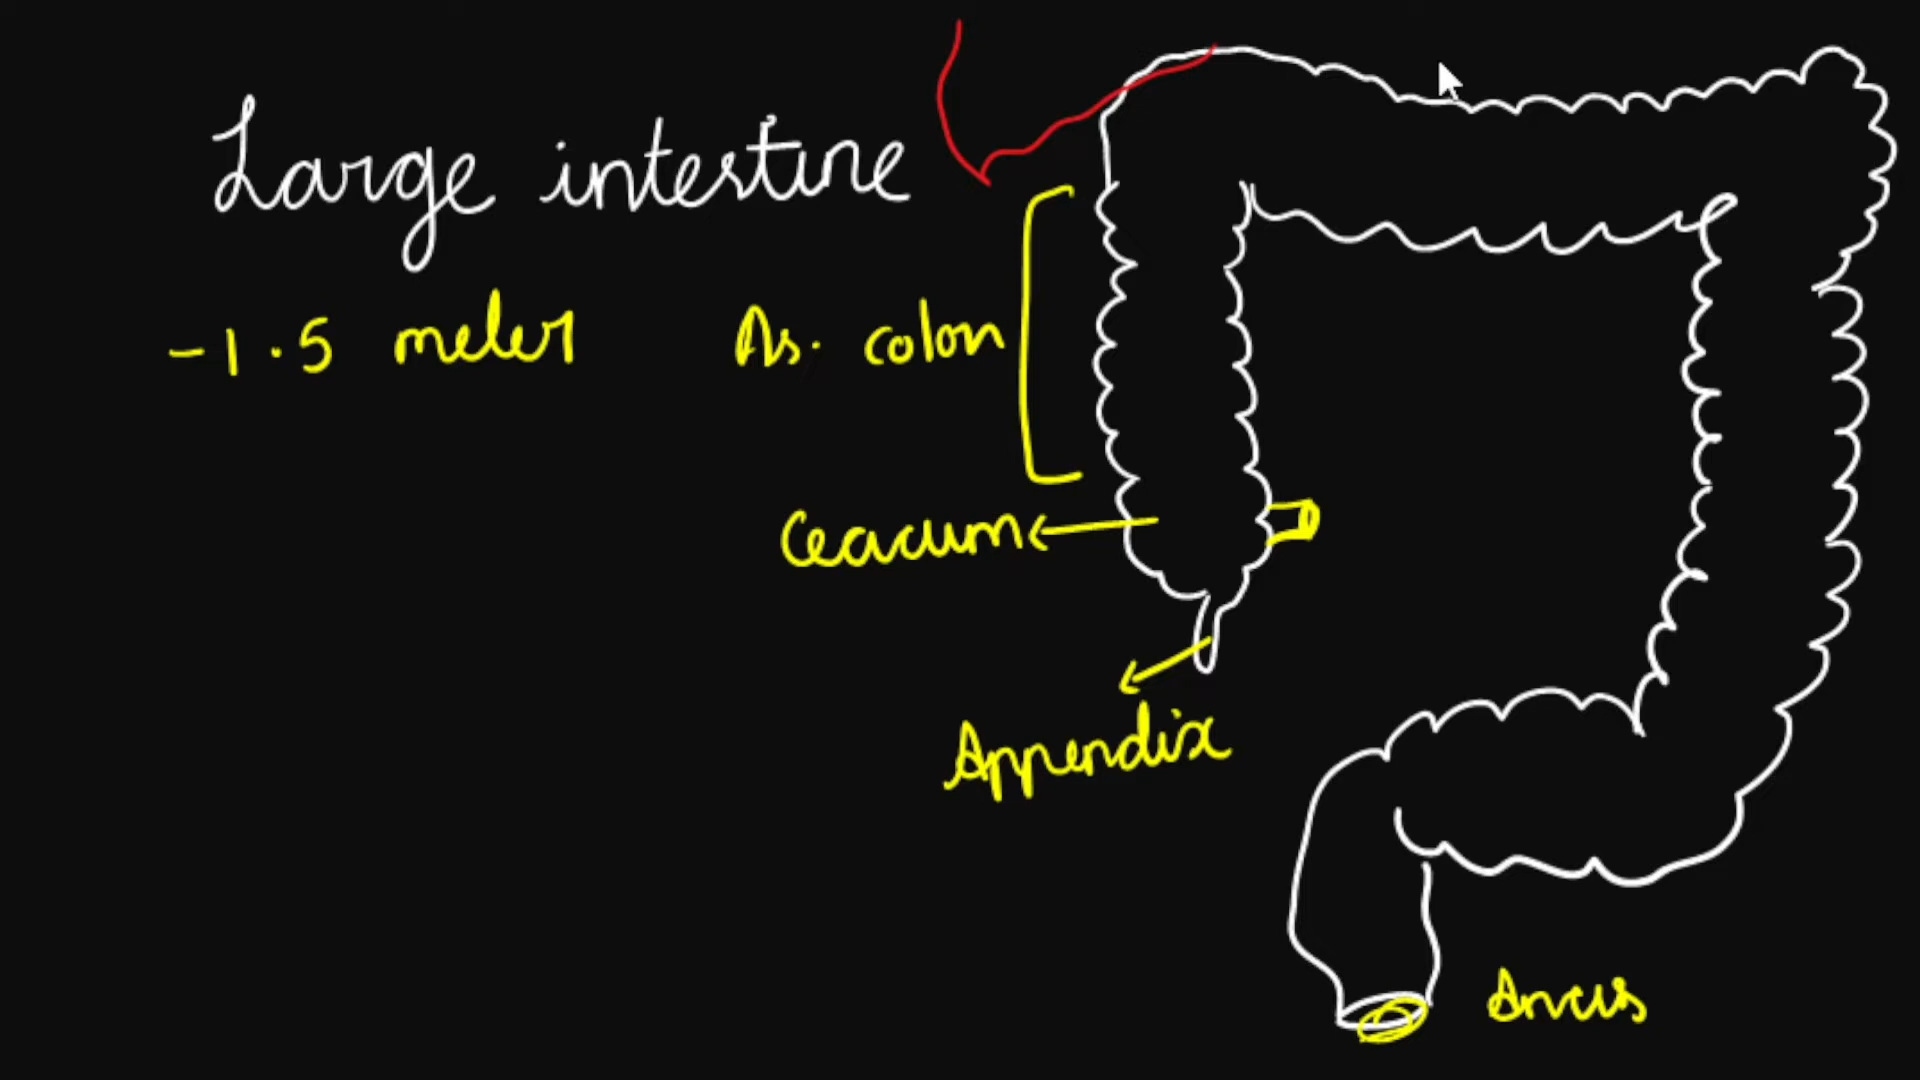 Large intestine
- 1.5 meter
As. colon
Ceacum
Appendix
Anus